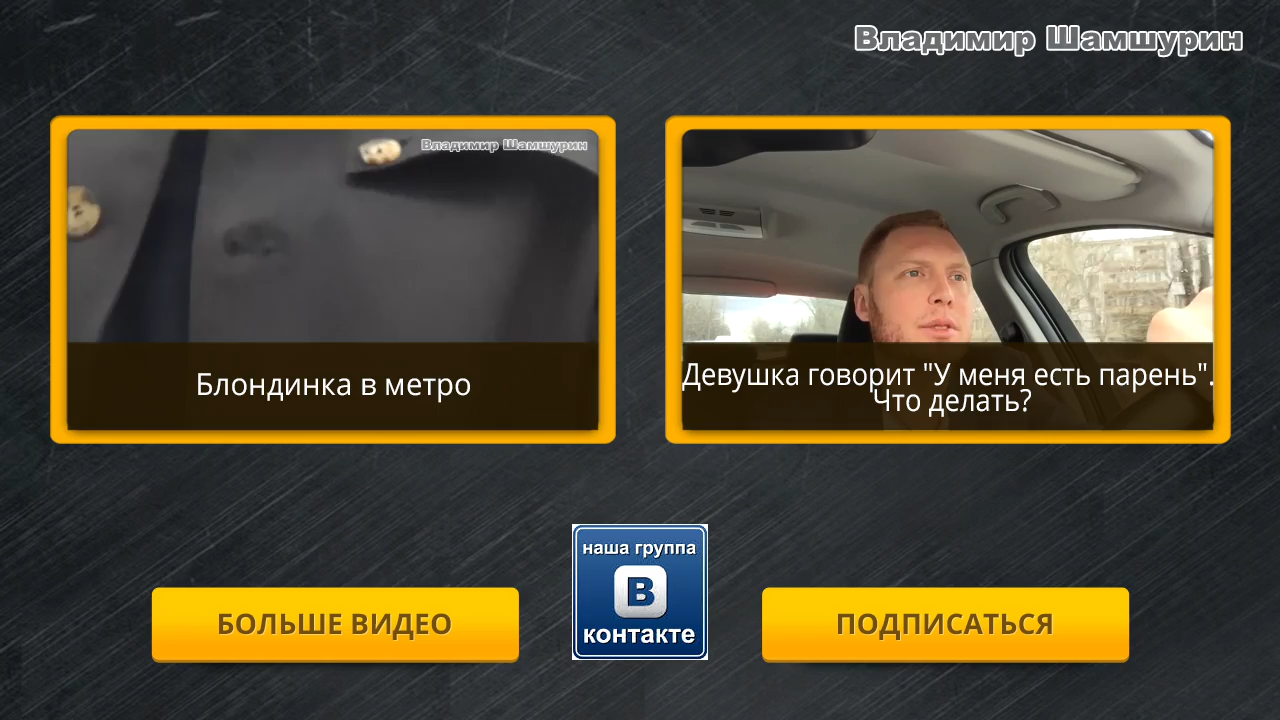 Владимир Шамшурин
Владимир Шамшурин
Блондинка в метро
Девушка говорит "У меня есть парень".
Что делать?
наша группа
В
контакте
БОЛЬШЕ ВИДЕО
ПОДПИСАТЬСЯ